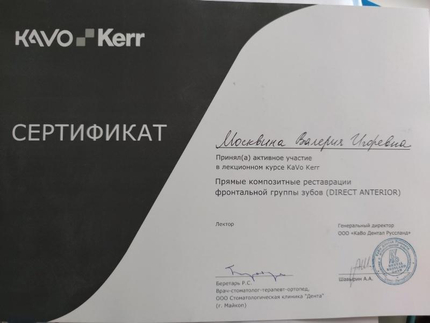 KAVO Kerr
СЕРТИФИКАТ
Москвина Валерия Игоревна
Принял(а) активное участие
в лекционном курсе KaVo Kerr
Прямые композитные реставрации
фронтальной группы зубов (DIRECT ANTERIOR)
Лектор
Генеральный директор
ООО «КаВо Дентал Руссланд»
Беретарь Р.С.
Врач-стоматолог-терапевт-ортопед,
ООО Стоматологическая клиника "Дента"
(г. Майкоп)
А.А.